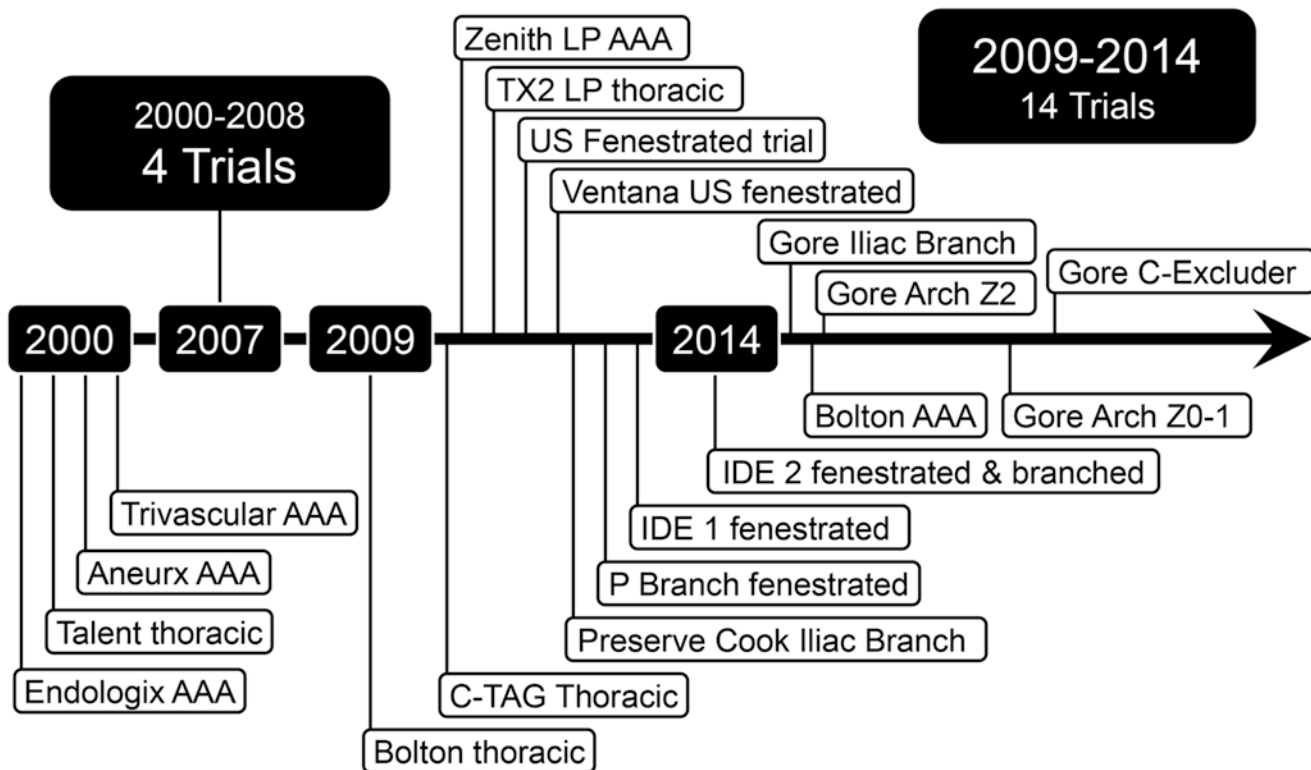 Zenith LP AAA
TX2 LP thoracic
US Fenestrated trial
Ventana US fenestrated
2000-2008
4 Trials
2009-2014
14 Trials
Gore Iliac Branch
Gore Arch Z2
Gore C-Excluder
2000
2007
2009
2014
Bolton AAA
Gore Arch Z0-1
IDE 2 fenestrated & branched
IDE 1 fenestrated
P Branch fenestrated
Preserve Cook Iliac Branch
C-TAG Thoracic
Bolton thoracic
Trivascular AAA
Aneurx AAA
Talent thoracic
Endologix AAA